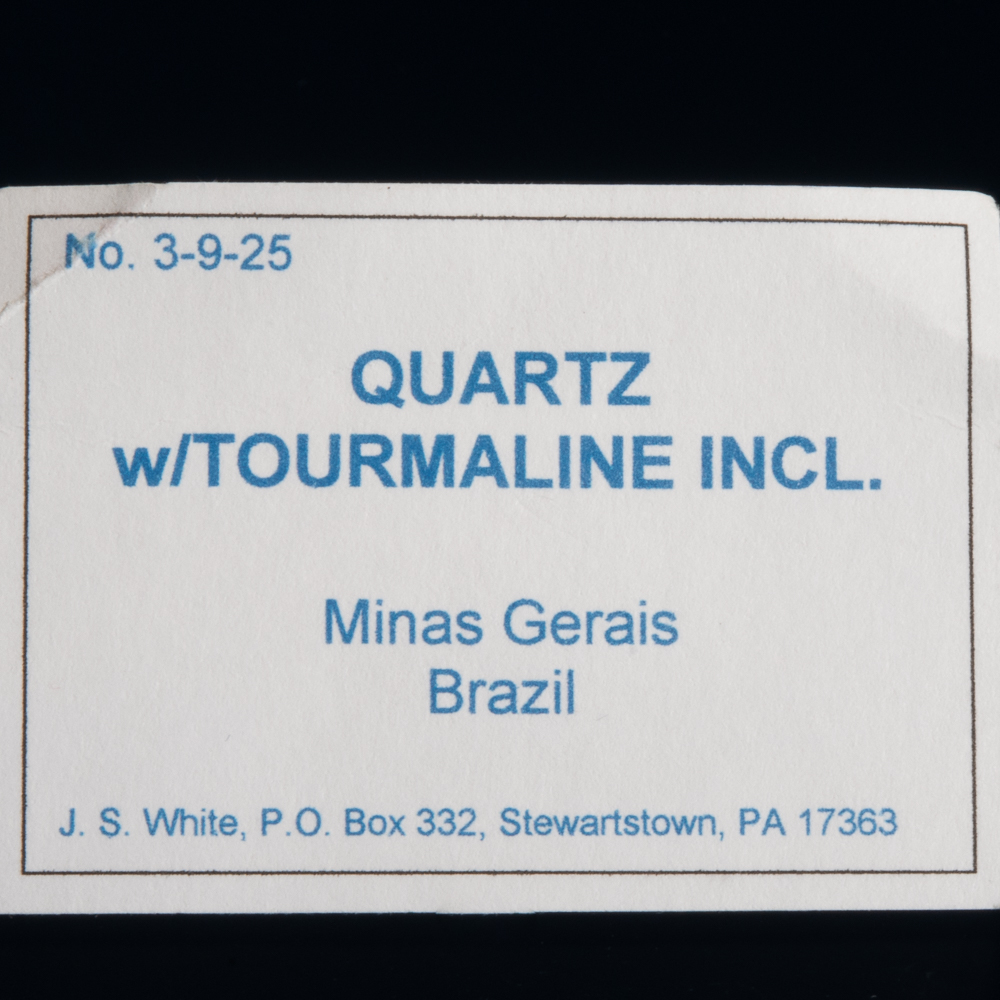 No. 3-9-25
QUARTZ
w/TOURMALINE INCL.
Minas Gerais
Brazil
J. S. White, P.O. Box 332, Stewartstown, PA 17363